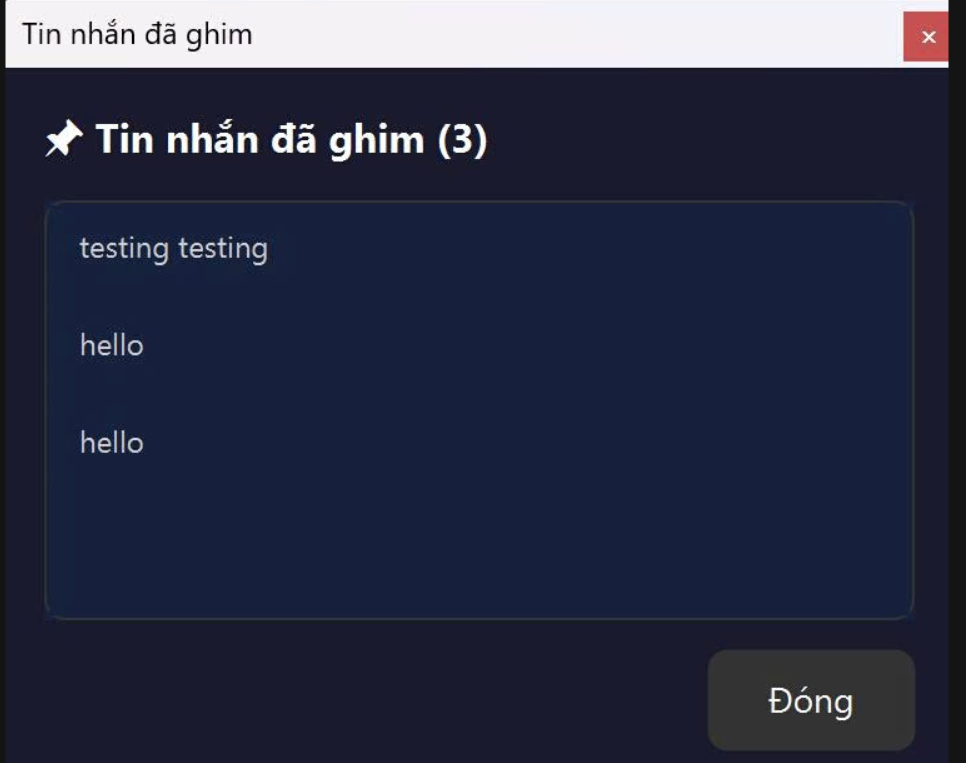 Tin nhắn đã ghim
Tin nhắn đã ghim (3)
testing testing
hello
hello
Đóng